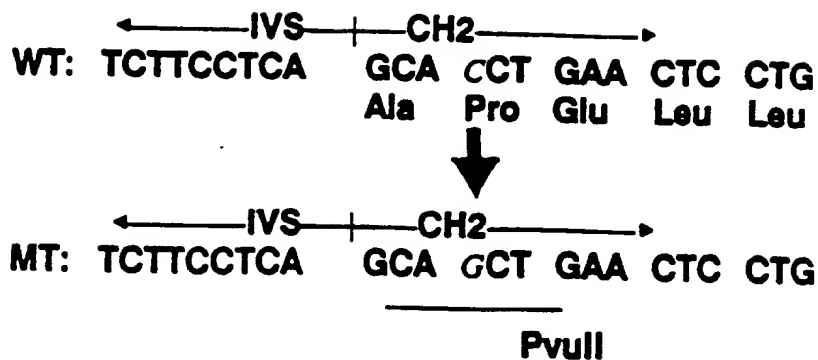 IVS CH2
WT: TCTTCCTCA GCA CCT GAA CTC CTG
Ala Pro Glu Leu Leu
IVS CH2
MT: TCTTCCTCA GCA GCT GAA CTC CTG
PvuII